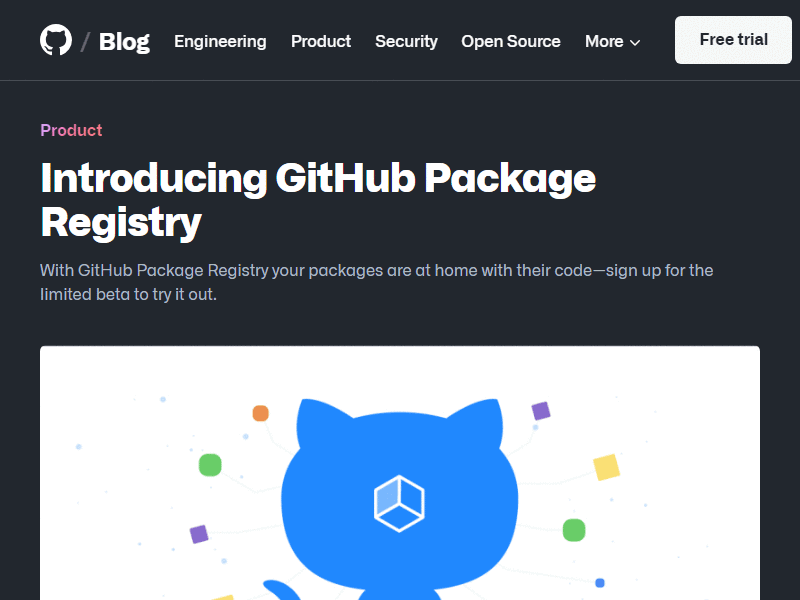 / Blog Engineering Product Security Open Source More Free trial
Product
Introducing GitHub Package
Registry
With GitHub Package Registry your packages are at home with their code—sign up for the
limited beta to try it out.